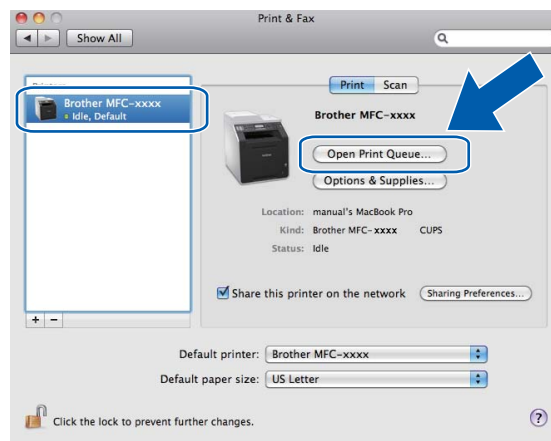 Print & Fax
Show All
Print Scan
Brother MFC-xxxx
Idle, Default
Brother MFC-xxxx
Open Print Queue...
Options & Supplies...
Location: manual's MacBook Pro
Kind: Brother MFC-xxxx CUPS
Status: Idle
Share this printer on the network Sharing Preferences...
+ −
Default printer: Brother MFC-xxxx
Default paper size: US Letter
Click the lock to prevent further changes. ?